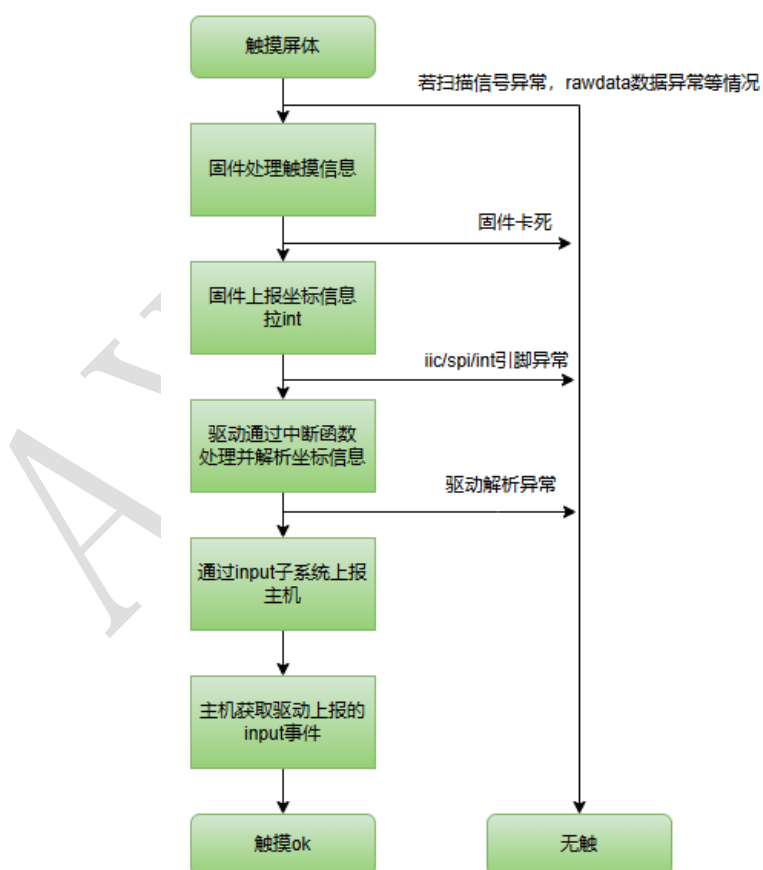 触摸屏体
若扫描信号异常，rawdata数据异常等情况
固件处理触摸信息
固件卡死
固件上报坐标信息
拉int
iic/spi/int引脚异常
驱动通过中断函数
处理并解析坐标信息
驱动解析异常
通过input子系统上报
主机
主机获取驱动上报的
input事件
触摸ok
无触